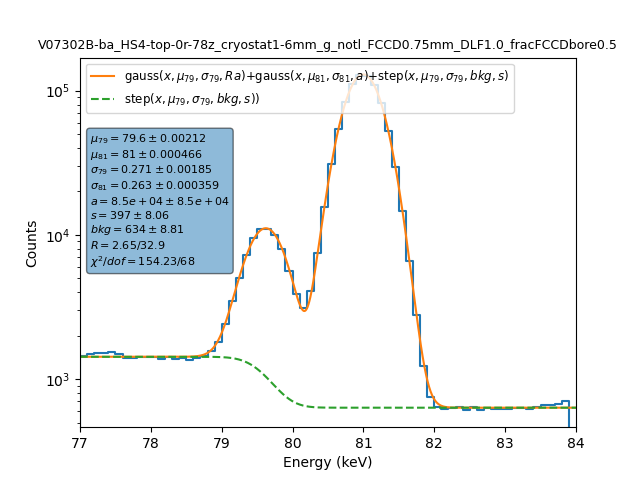 V07302B-ba_HS4-top-0r-78z_cryostat1-6mm_g_notl_FCCD0.75mm_DLF1.0_fracFCCDbore0.5
gauss(x, μ79, σ79, Ra)+gauss(x, μ81, σ81, a)+step(x, μ79, σ79, bkg, s)
step(x, μ79, σ79, bkg, s))
μ79 = 79.6 ± 0.00212
μ81 = 81 ± 0.000466
σ79 = 0.271 ± 0.00185
σ81 = 0.263 ± 0.000359
a = 8.5e + 04 ± 8.5e + 04
s = 397 ± 8.06
bkg = 634 ± 8.81
R = 2.65/32.9
χ²/dof = 154.23/68
Counts
10⁵
10⁴
10³
77 78 79 80 81 82 83 84
Energy (keV)